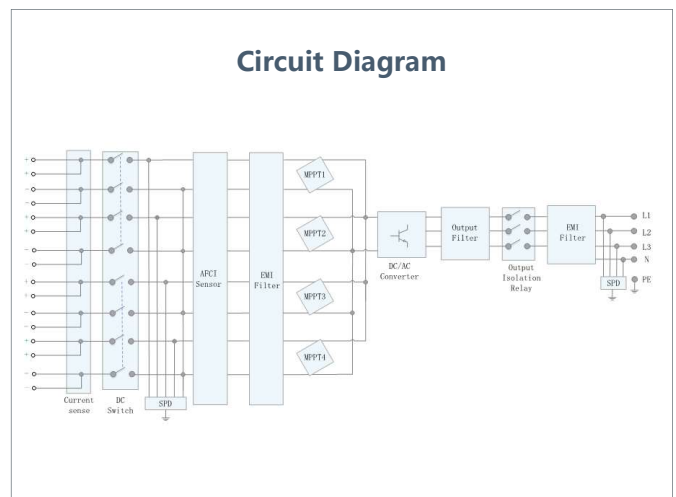 Circuit Diagram
+
+
−
−
+
+
−
−
+
+
−
−
+
+
−
−
Current
sense
DC
Switch
SPD
AFCI
Sensor
EMI
Filter
MPPT1
MPPT2
MPPT3
MPPT4
DC/AC
Converter
Output
Filter
Output
Isolation
Relay
EMI
Filter
L1
L2
L3
N
PE
SPD